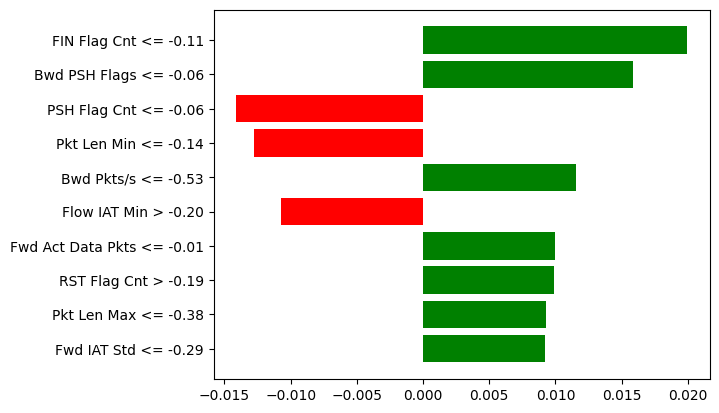 FIN Flag Cnt <= -0.11
Bwd PSH Flags <= -0.06
PSH Flag Cnt <= -0.06
Pkt Len Min <= -0.14
Bwd Pkts/s <= -0.53
Flow IAT Min > -0.20
Fwd Act Data Pkts <= -0.01
RST Flag Cnt > -0.19
Pkt Len Max <= -0.38
Fwd IAT Std <= -0.29
−0.015 −0.010 −0.005 0.000 0.005 0.010 0.015 0.020